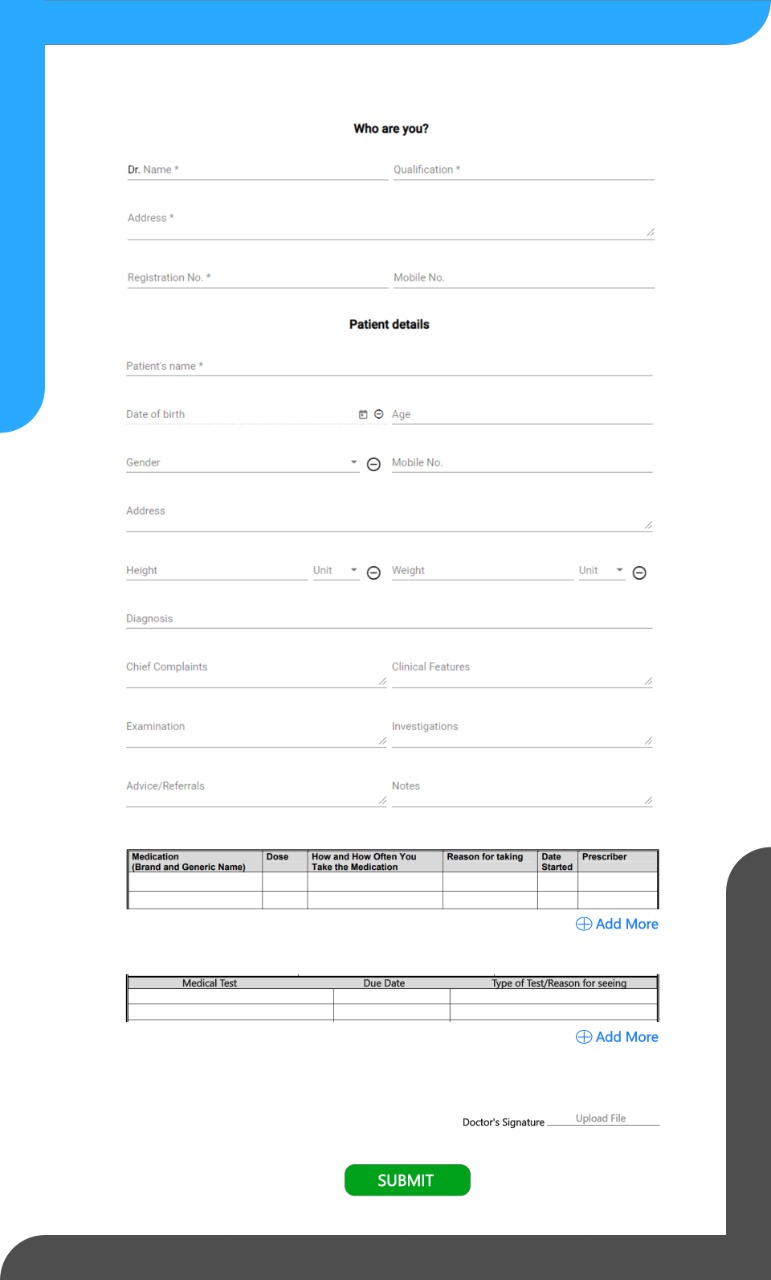 Who are you?
Dr. Name * Qualification *
Address *
Registration No. * Mobile No.
Patient details
Patient's name *
Date of birth Age
Gender Mobile No.
Address
Height Unit Weight Unit
Diagnosis
Chief Complaints Clinical Features
Examination Investigations
Advice/Referrals Notes
Medication Dose How and How Often You Reason for taking Date Prescriber
(Brand and Generic Name) Take the Medication Started
Add More
Medical Test Due Date Type of Test/Reason for seeing
Add More
Doctor's Signature Upload File
SUBMIT